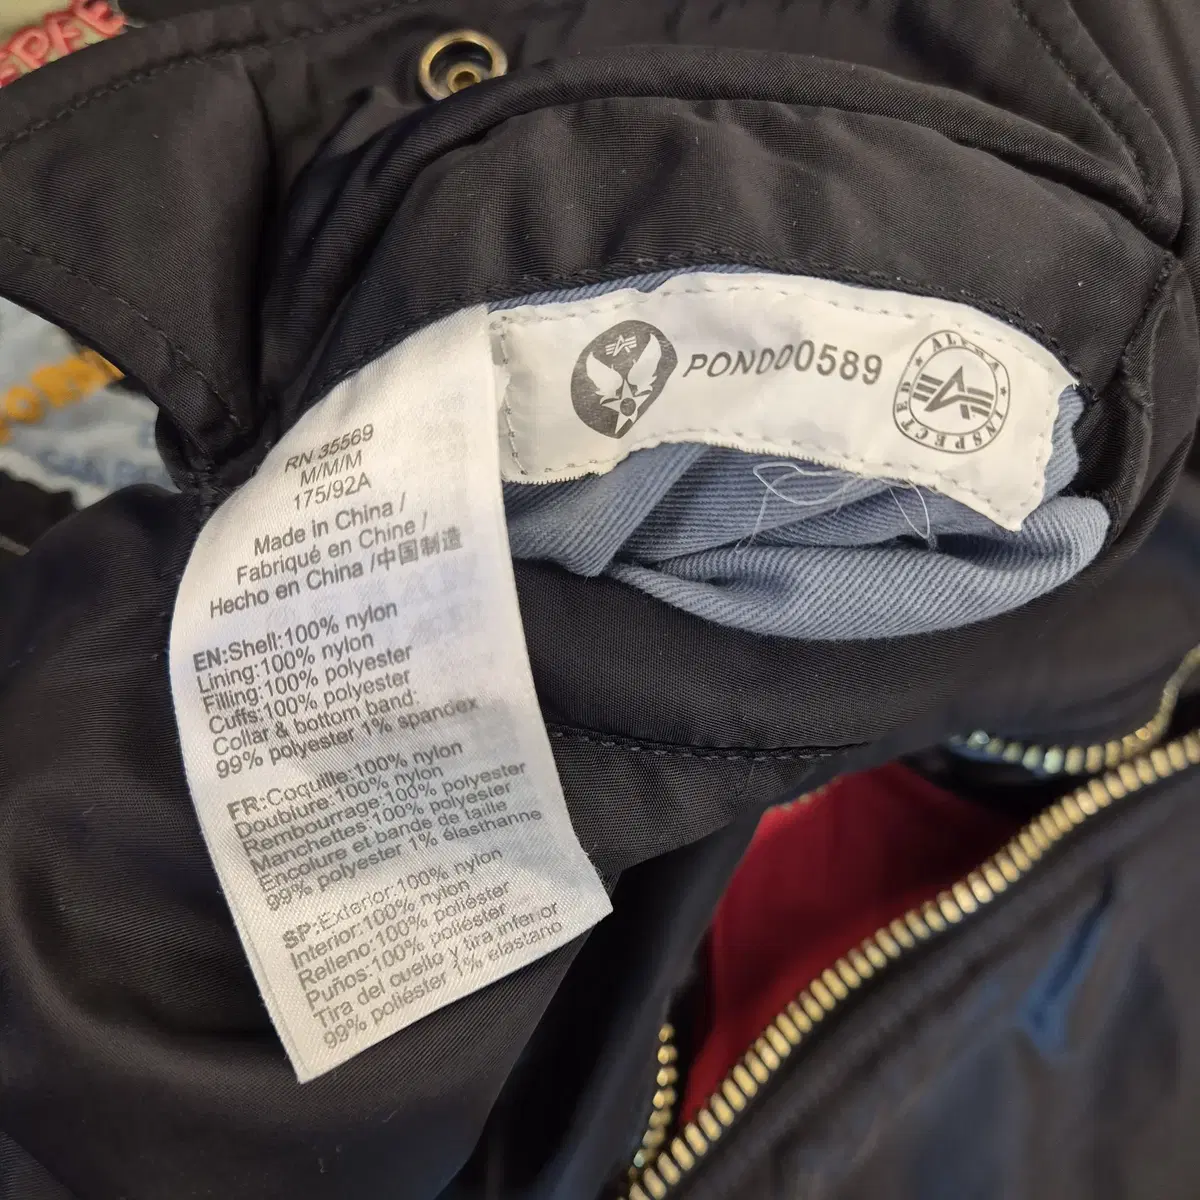 PONDO00589
ALPHA INSPECTED
RN 35569
M/M/M
175/92A
Made in China /
Fabriqué en Chine /
Hecho en China /中国制造
EN:Shell:100% nylon
Lining:100% nylon
Filling:100% polyester
Cuffs:100% polyester
Collar & bottom band:
99% polyester 1% spandex
FR:Coquille:100% nylon
Doublure:100% nylon
Rembourrage:100% polyester
Manchettes:100% polyester
Encolure et bande de taille
99% polyester 1% élasthanne
SP:Exterior:100% nylon
Interior:100% nylon
Relleno:100% poliéster
Puños:100% poliéster
Tira del cuello y tira inferior
99% poliéster 1% elastano